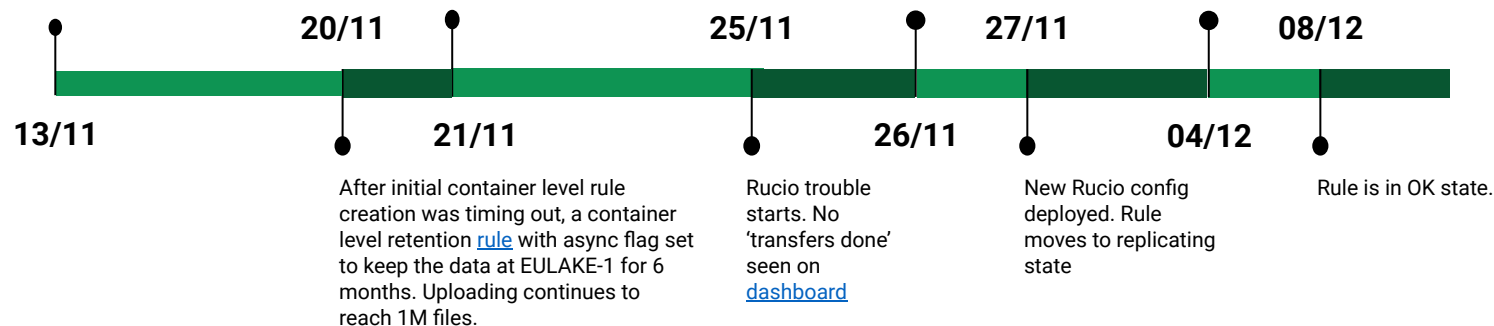 20/11
25/11
27/11
08/12
13/11
21/11
26/11
04/12
After initial container level rule
creation was timing out, a container
level retention rule with async flag set
to keep the data at EULAKE-1 for 6
months. Uploading continues to
reach 1M files.
Rucio trouble
starts. No
‘transfers done’
seen on
dashboard
New Rucio config
deployed. Rule
moves to replicating
state
Rule is in OK state.